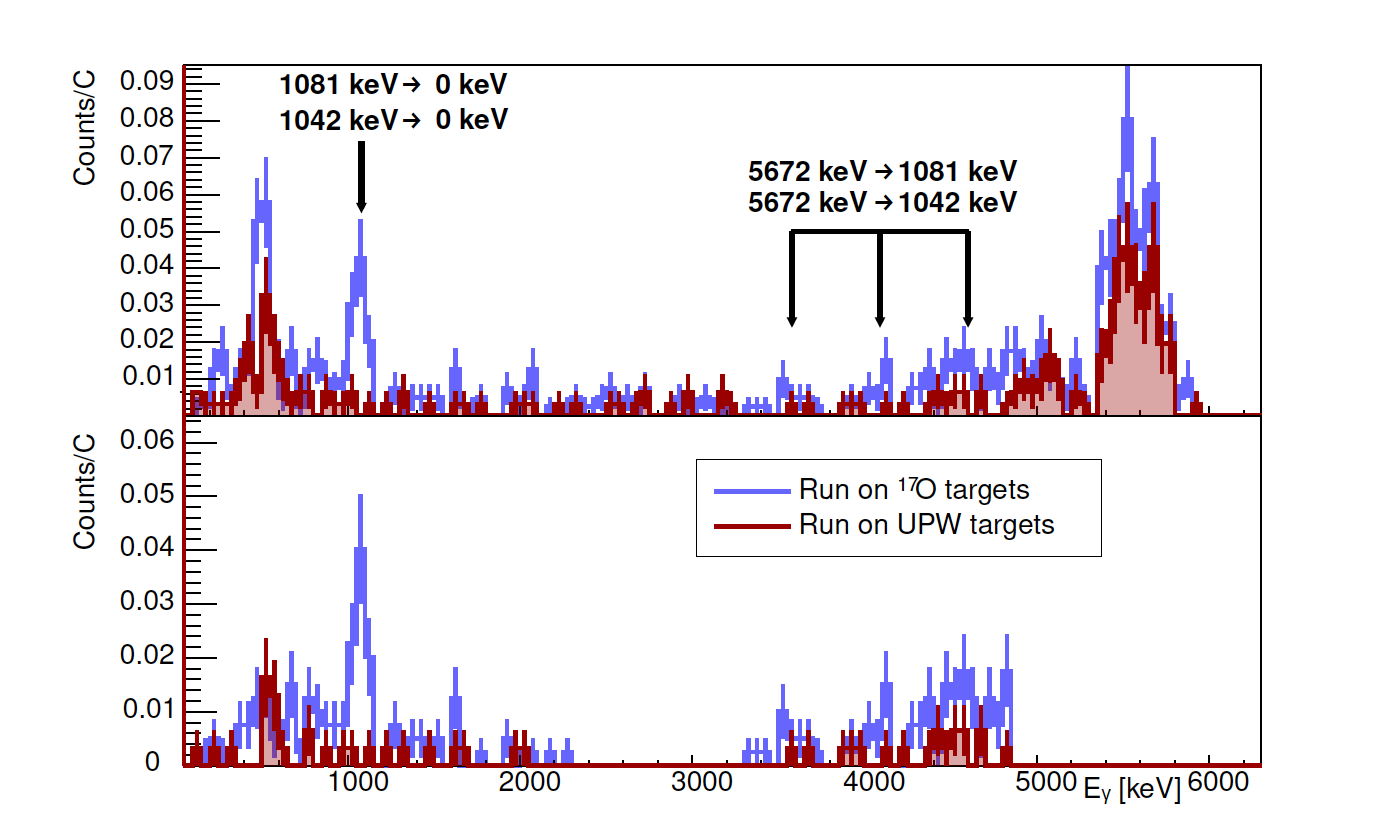 Counts/C
0.09
0.08
0.07
0.06
0.05
0.04
0.03
0.02
0.01
1081 keV→ 0 keV
1042 keV→ 0 keV
5672 keV→1081 keV
5672 keV→1042 keV
Counts/C
0.06
0.05
0.04
0.03
0.02
0.01
0
Run on ¹⁷O targets
Run on UPW targets
1000 2000 3000 4000 5000 Eγ [keV] 6000